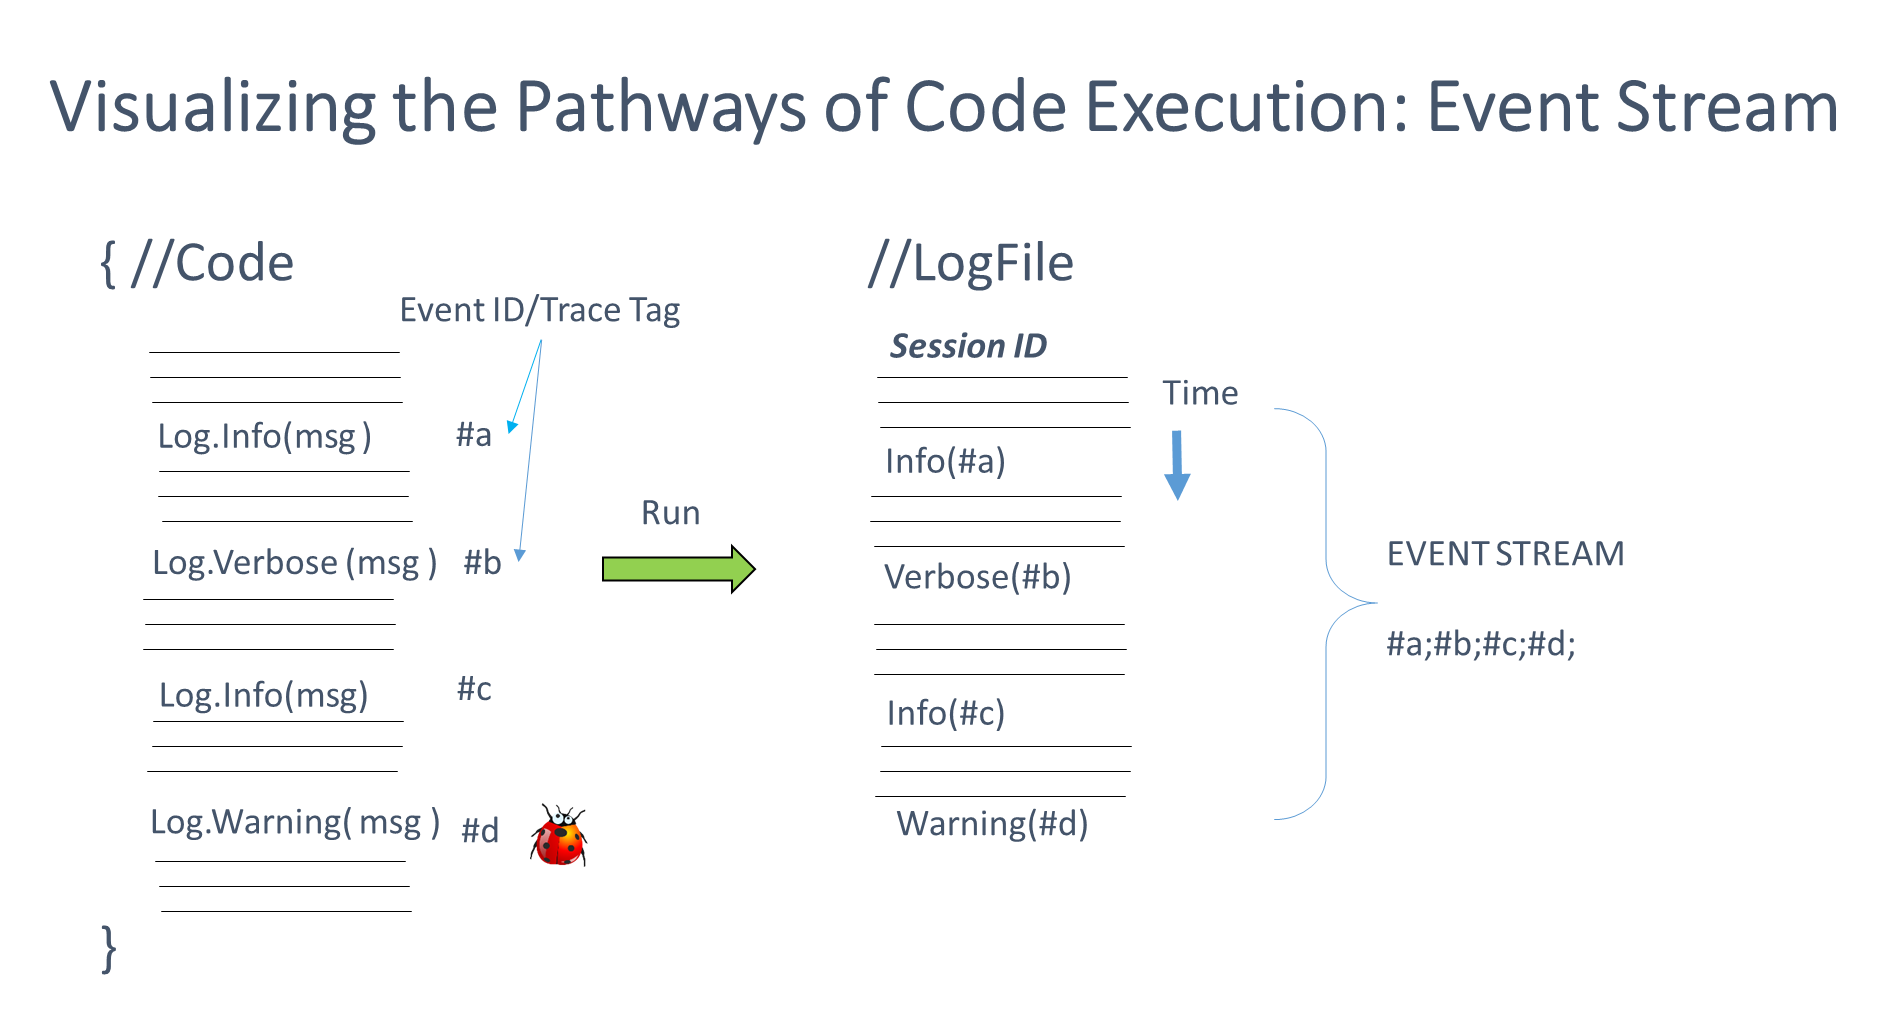 Visualizing the Pathways of Code Execution: Event Stream
{ //Code
Event ID/Trace Tag
Log.Info(msg ) #a
Log.Verbose (msg ) #b
Log.Info(msg) #c
Log.Warning( msg ) #d
}
Run
//LogFile
Session ID
Time
Info(#a)
Verbose(#b)
Info(#c)
Warning(#d)
EVENT STREAM
#a;#b;#c;#d;